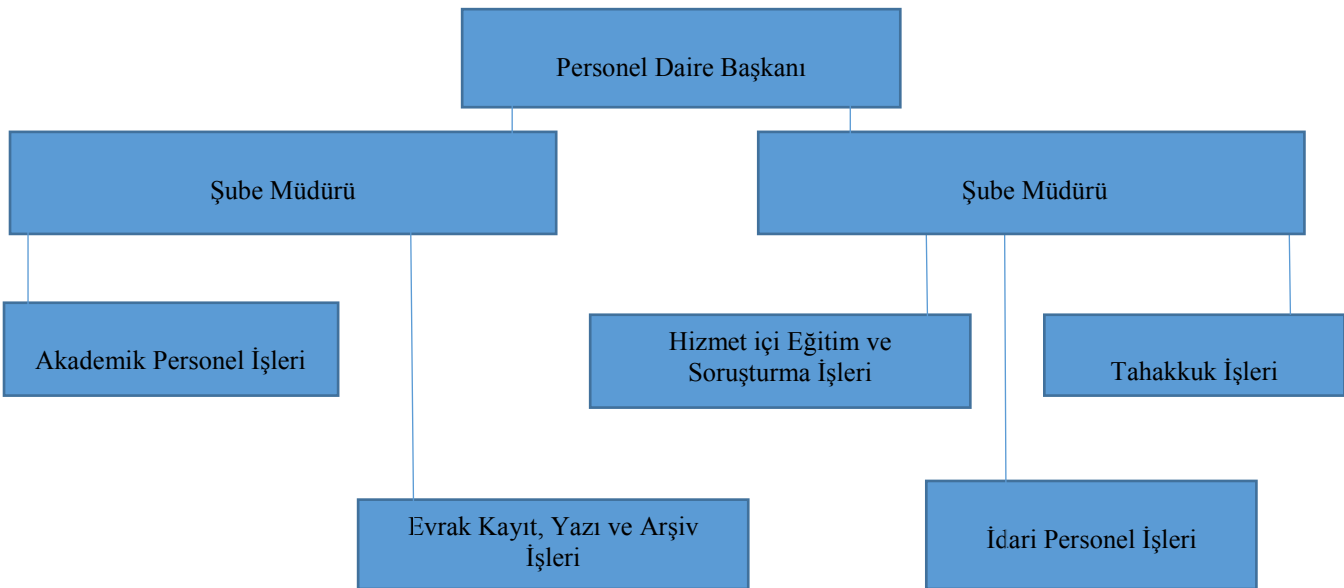 Personel Daire Başkanı
Şube Müdürü
Şube Müdürü
Akademik Personel İşleri
Hizmet içi Eğitim ve
Soruşturma İşleri
Tahakkuk İşleri
Evrak Kayıt, Yazı ve Arşiv
İşleri
İdari Personel İşleri